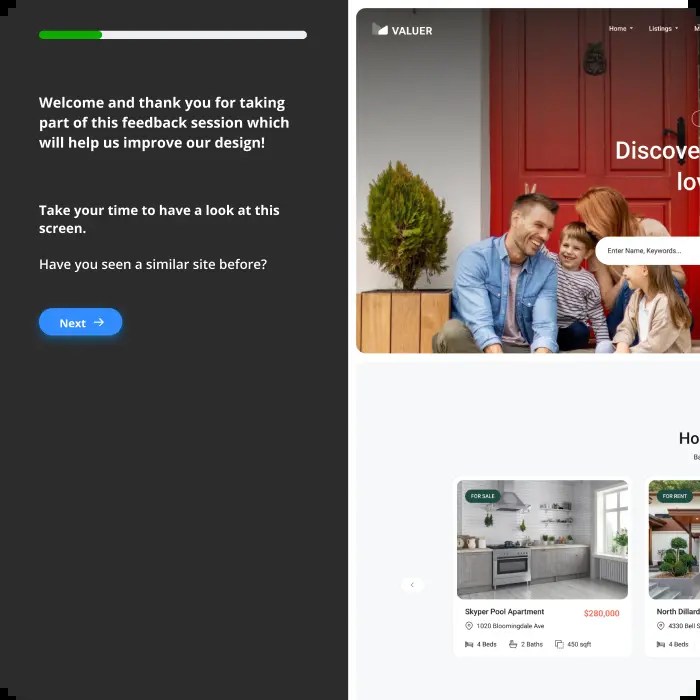 Welcome and thank you for taking
part of this feedback session which
will help us improve our design!
Take your time to have a look at this
screen.
Have you seen a similar site before?
Next
VALUER
Home
Listings
M
Discove
lov
Enter Name, Keywords...
Ho
Ba
FOR SALE
Skyper Pool Apartment
$280,000
1020 Bloomingdale Ave
4 Beds
2 Baths
450 sqft
FOR RENT
North Dillard
4330 Bell S
4 Beds